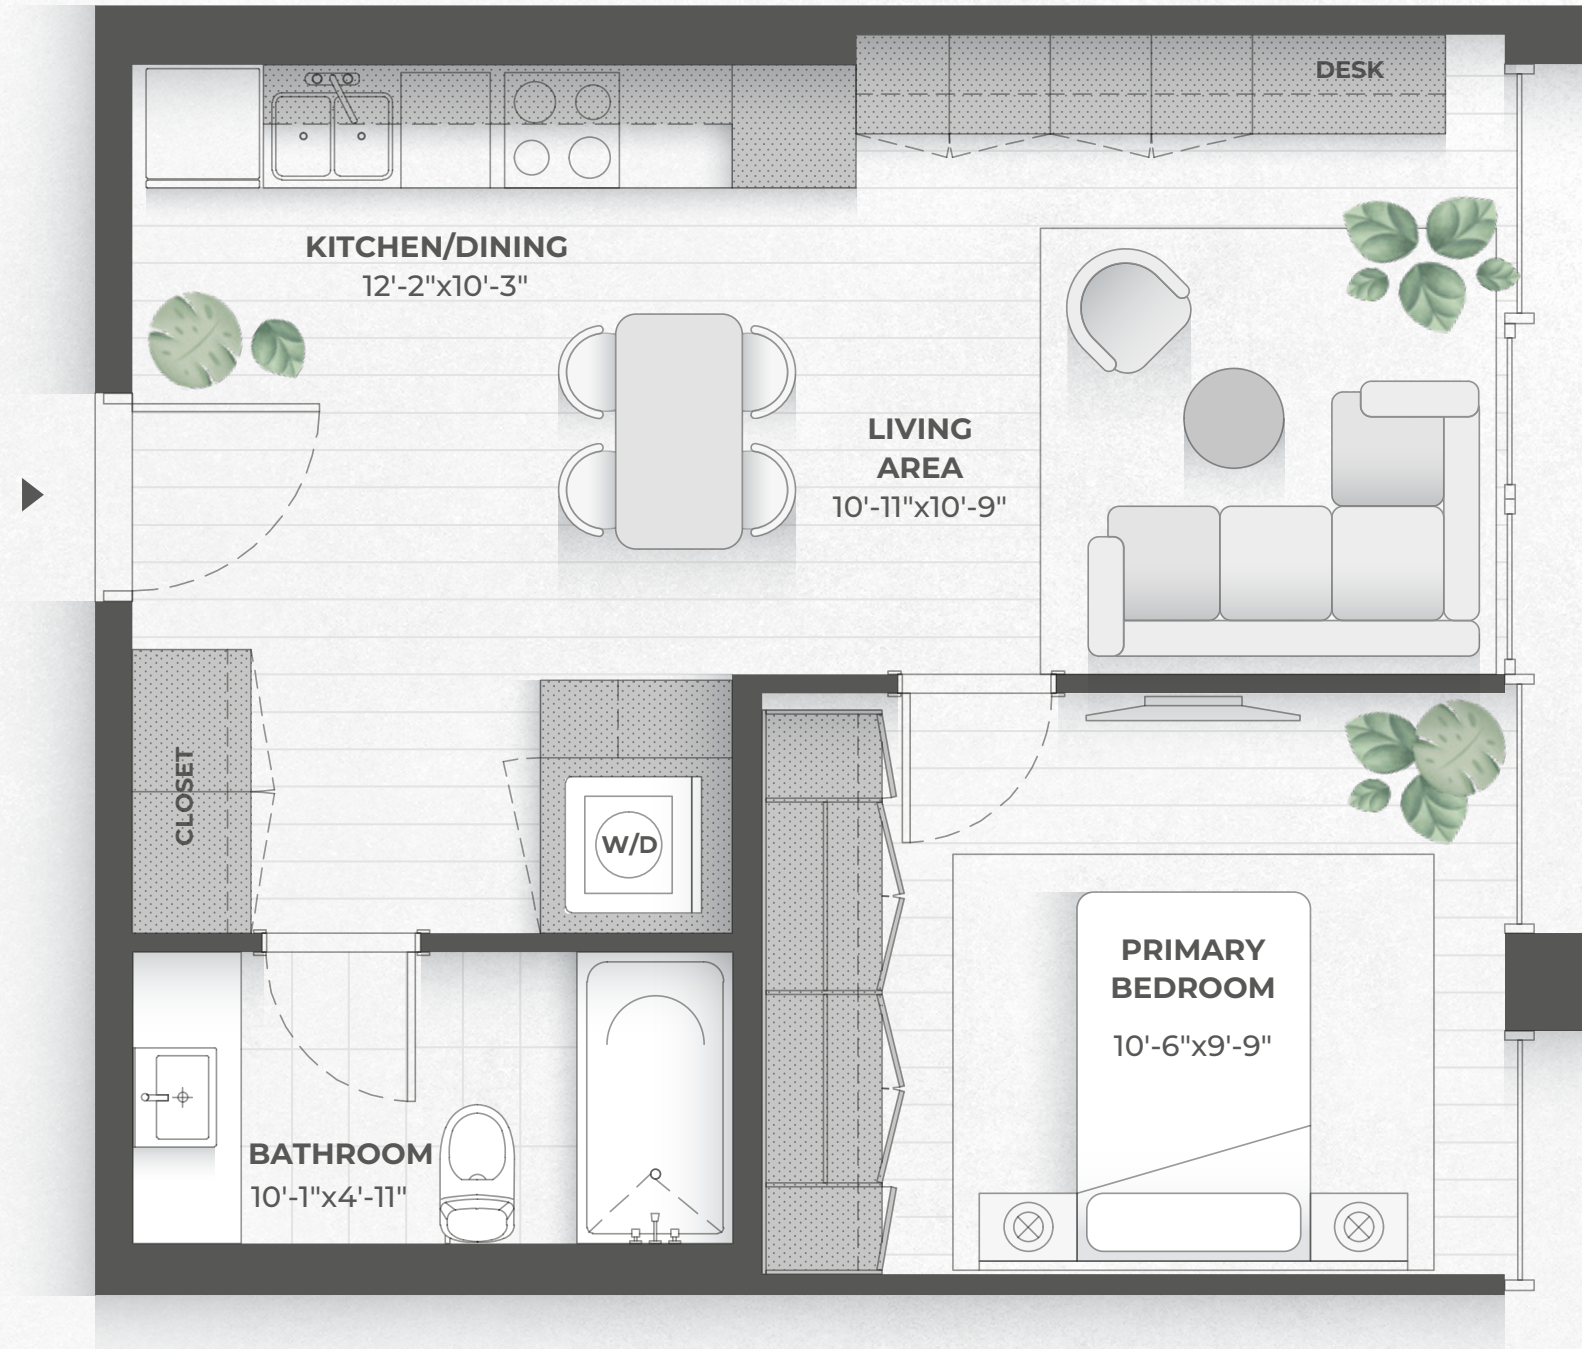 DESK
KITCHEN/DINING
12'-2"x10'-3"
LIVING
AREA
10'-11"x10'-9"
CLOSET
W/D
PRIMARY
BEDROOM
10'-6"x9'-9"
BATHROOM
10'-1"x4'-11"